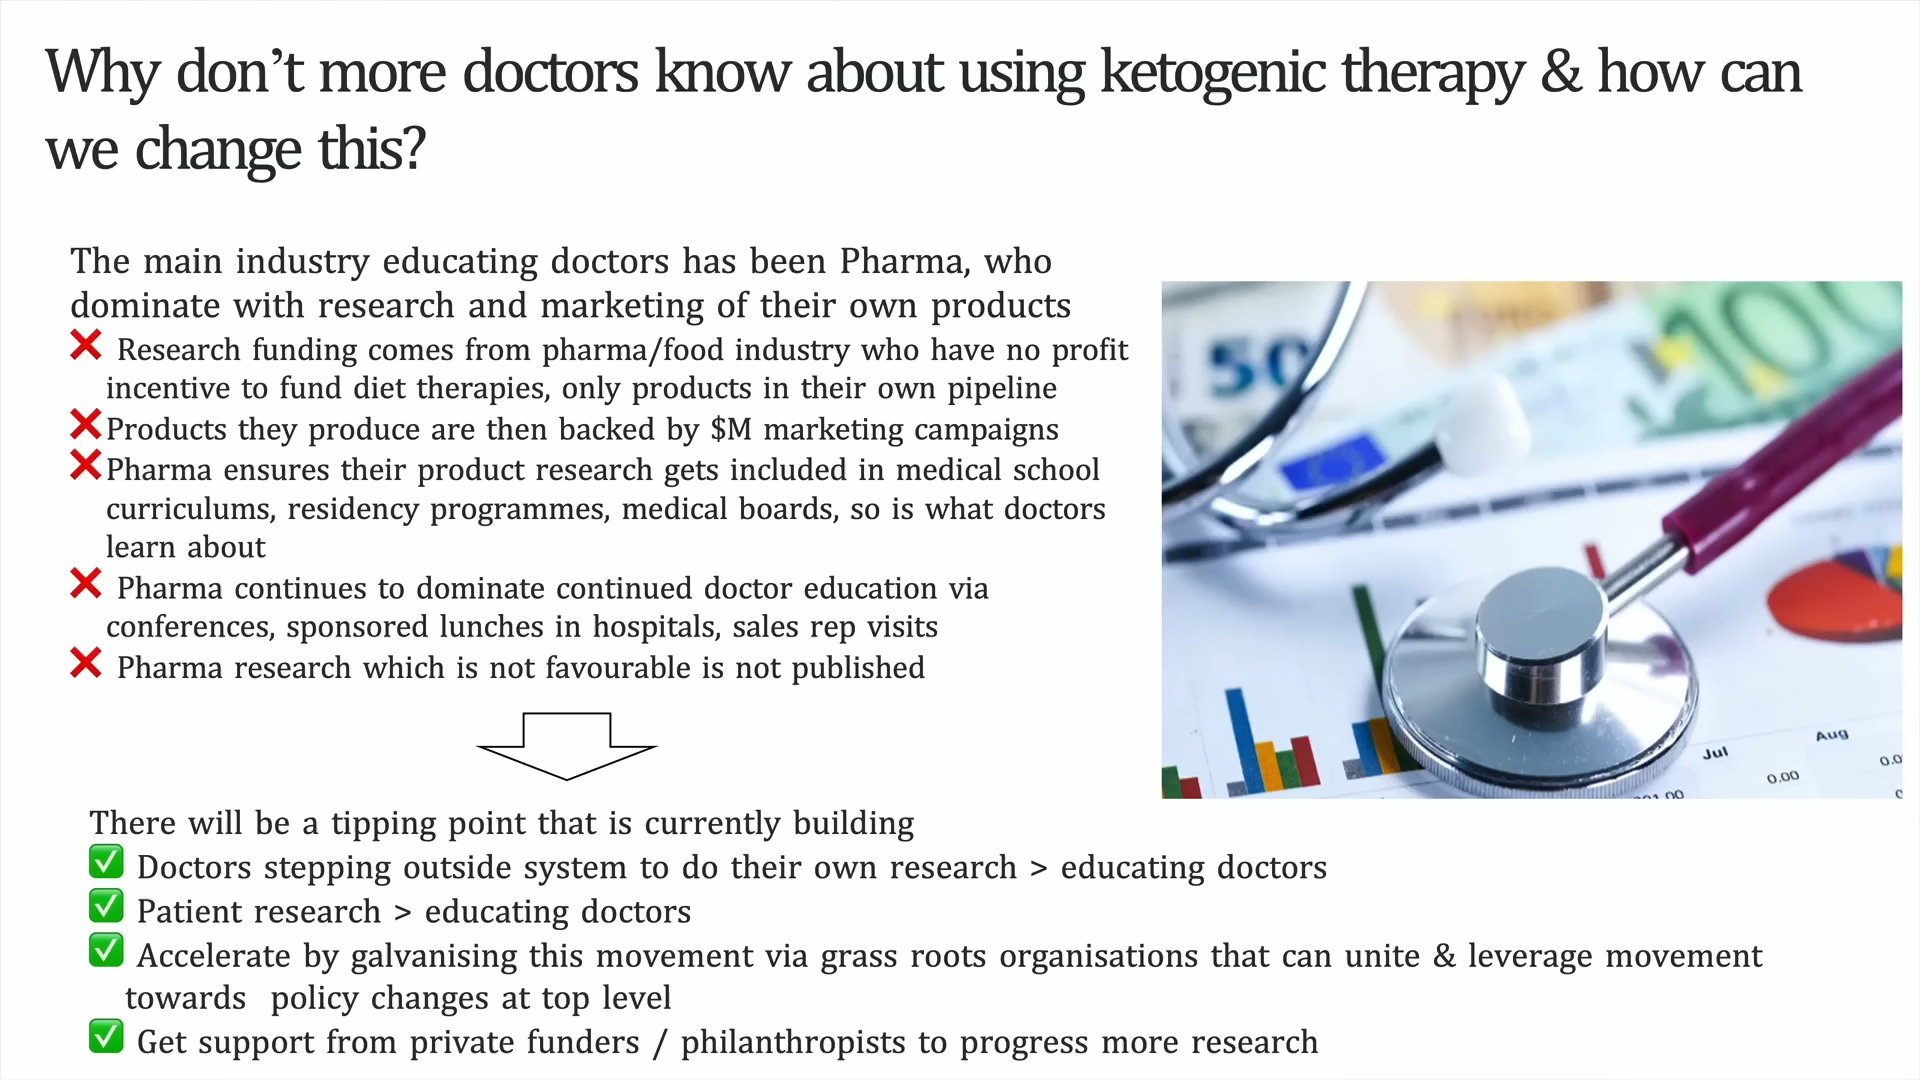 Why don’t more doctors know about using ketogenic therapy & how can
we change this?
The main industry educating doctors has been Pharma, who
dominate with research and marketing of their own products
❌ Research funding comes from pharma/food industry who have no profit
incentive to fund diet therapies, only products in their own pipeline
❌Products they produce are then backed by $M marketing campaigns
❌Pharma ensures their product research gets included in medical school
curriculums, residency programmes, medical boards, so is what doctors
learn about
❌ Pharma continues to dominate continued doctor education via
conferences, sponsored lunches in hospitals, sales rep visits
❌ Pharma research which is not favourable is not published
50
100
Jul
Aug
0.00
0.0
There will be a tipping point that is currently building
✅ Doctors stepping outside system to do their own research > educating doctors
✅ Patient research > educating doctors
✅ Accelerate by galvanising this movement via grass roots organisations that can unite & leverage movement
towards policy changes at top level
✅ Get support from private funders / philanthropists to progress more research